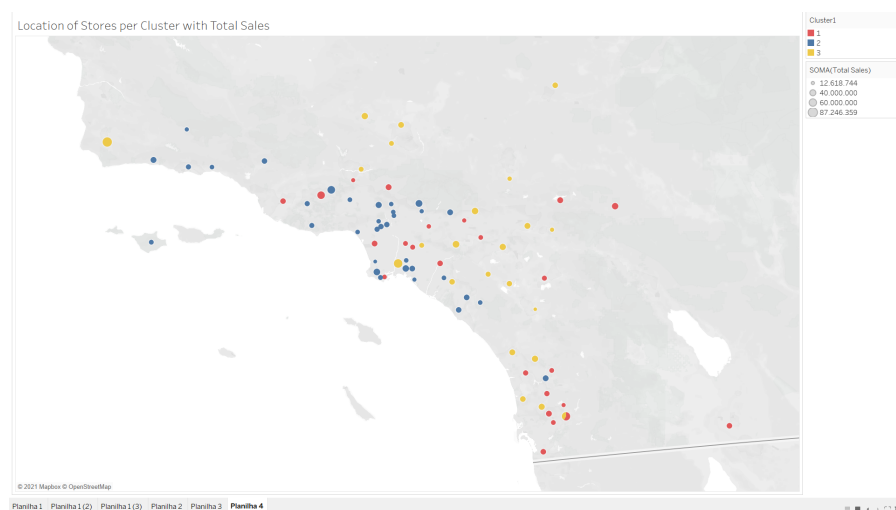 Location of Stores per Cluster with Total Sales
Cluster1
1
2
3
SOMA(Total Sales)
12.618.744
40.000.000
60.000.000
87.246.359
© 2021 Mapbox © OpenStreetMap
Planilha 1 Planilha 1 (2) Planilha 1 (3) Planilha 2 Planilha 3 Planilha 4